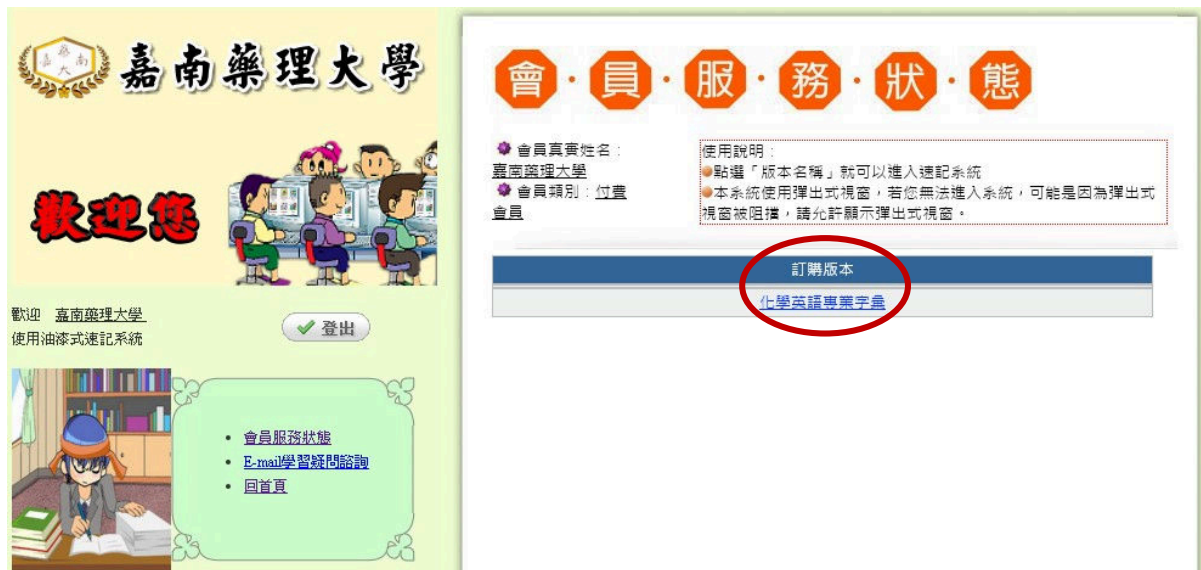 嘉南藥理大學
歡迎您
歡迎 嘉南藥理大學
使用油漆式速記系統
登出
會員服務狀態
E-mail學習疑問諮詢
回首頁
會・員・服・務・狀・態
會員真實姓名：
嘉南藥理大學
會員類別：付費
會員
使用說明：
點選「版本名稱」就可以進入速記系統
本系統使用彈出式視窗，若您無法進入系統，可能是因為彈出式
視窗被阻擋，請允許顯示彈出式視窗。
訂購版本
化學英語專業字彙